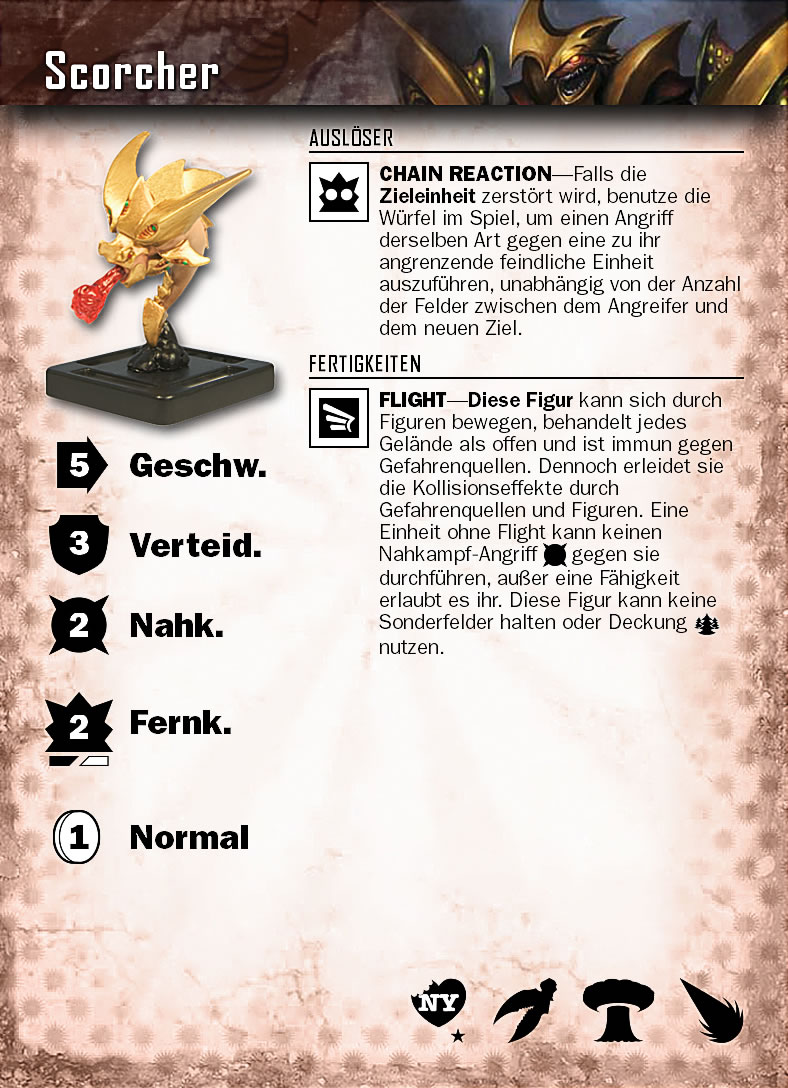 Scorcher
AUSLÖSER
CHAIN REACTION—Falls die
Zieleinheit zerstört wird, benutze die
Würfel im Spiel, um einen Angriff
derselben Art gegen eine zu ihr
angrenzende feindliche Einheit
auszuführen, unabhängig von der Anzahl
der Felder zwischen dem Angreifer und
dem neuen Ziel.
FERTIGKEITEN
FLIGHT—Diese Figur kann sich durch
Figuren bewegen, behandelt jedes
Gelände als offen und ist immun gegen
Gefahrenquellen. Dennoch erleidet sie
die Kollisionseffekte durch
Gefahrenquellen und Figuren. Eine
Einheit ohne Flight kann keinen
Nahkampf-Angriff gegen sie
durchführen, außer eine Fähigkeit
erlaubt es ihr. Diese Figur kann keine
Sonderfelder halten oder Deckung
nutzen.
5 Geschw.
3 Verteid.
2 Nahk.
2 Fernk.
1 Normal
NY